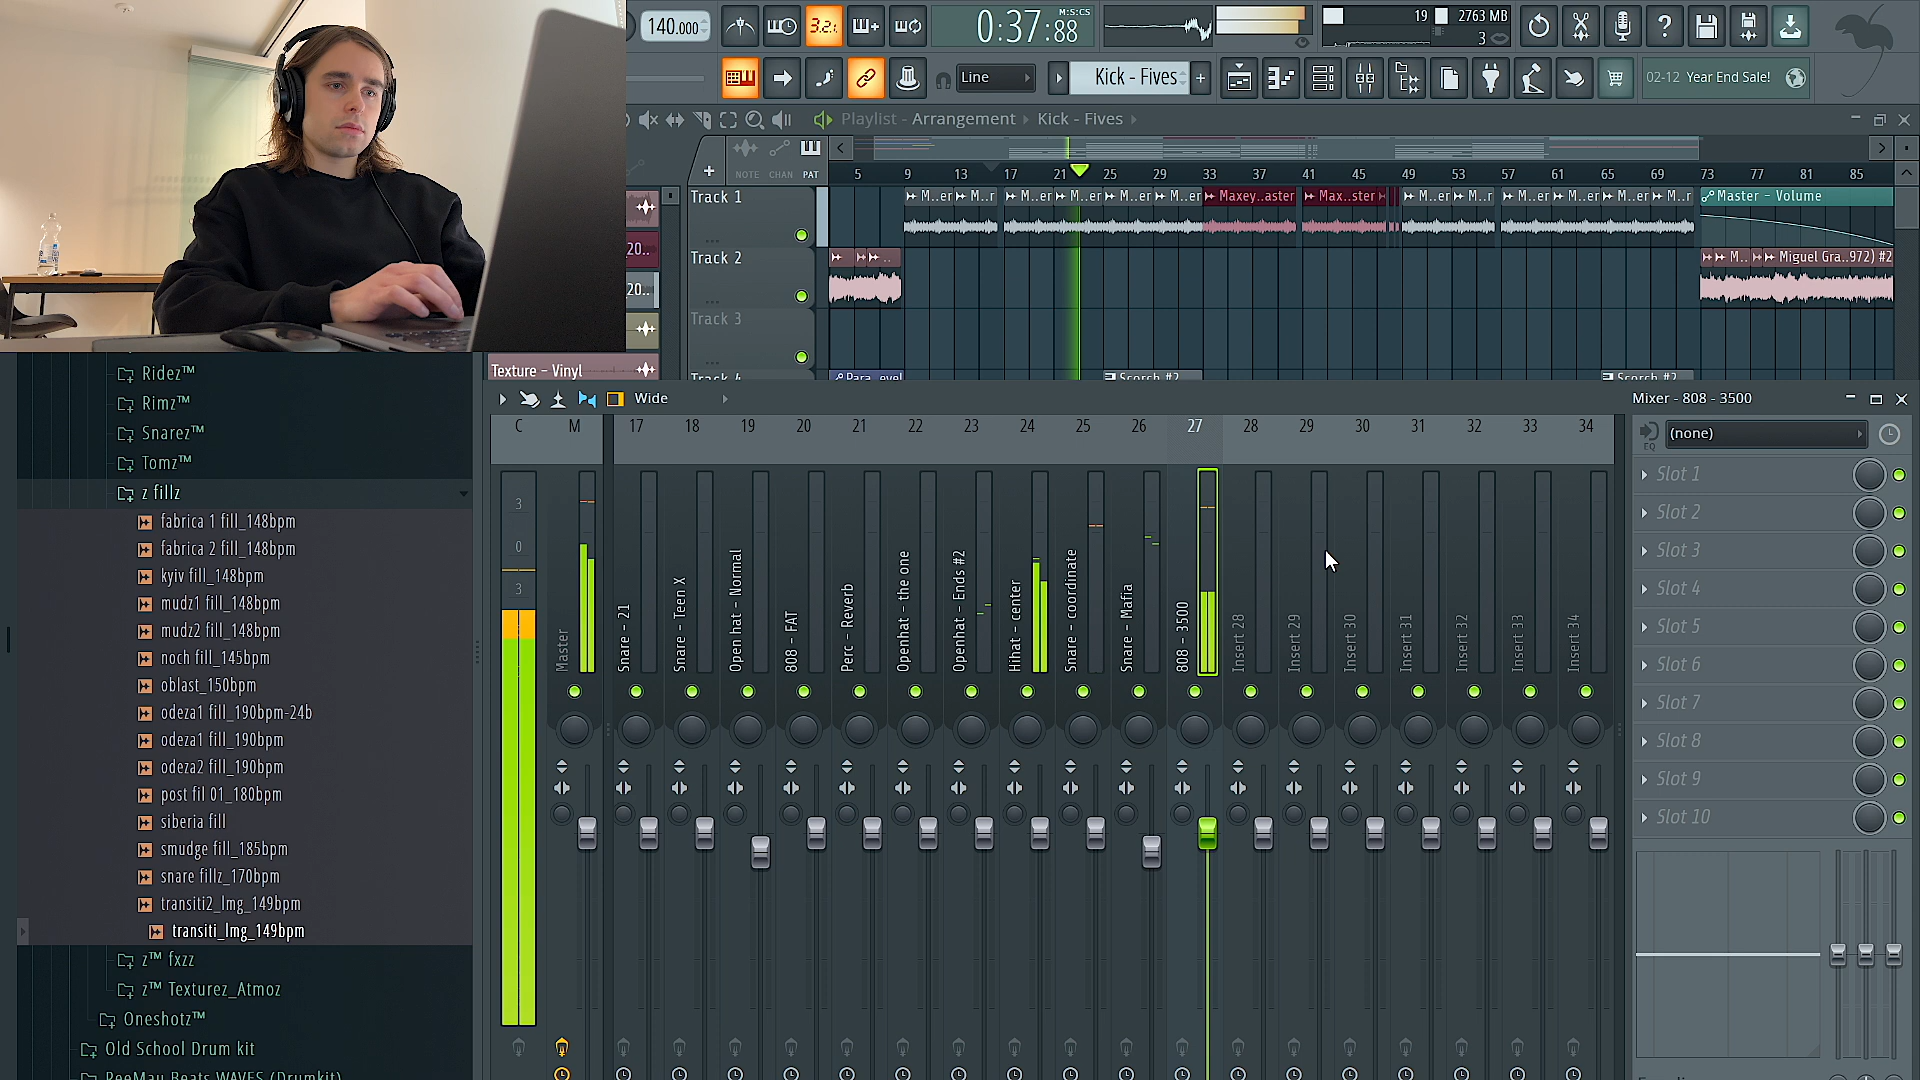 140.000
3.2.
M:S:CS
0:37:88
19
2763 MB
3
Line
Kick - Fives
02-12 Year End Sale!
Playlist - Arrangement › Kick - Fives ›
NOTE CHAN PAT
5 9 13 17 21 25 29 33 37 41 45 49 53 57 61 65 69 73 77 81 85
Track 1
M..er M..r M..er M..er M..er M..er Maxey..aster Max..ster M..er M..r M..er M..er M..er M..r
Master - Volume
Track 2
M.. Miguel Gra..972) #2
Track 3
Track 4
Para..evel
Scorch #2
Scorch #2
20..
20..
Texture - Vinyl
Ridez™
Rimz™
Snarez™
Tomz™
z fillz
fabrica 1 fill_148bpm
fabrica 2 fill_148bpm
kyiv fill_148bpm
mudz1 fill_148bpm
mudz2 fill_148bpm
noch fill_145bpm
oblast_150bpm
odeza1 fill_190bpm-24b
odeza1 fill_190bpm
odeza2 fill_190bpm
post fil 01_180bpm
siberia fill
smudge fill_185bpm
snare fillz_170bpm
transiti2_lmg_149bpm
transiti_lmg_149bpm
z™ fxzz
z™ Texturez_Atmoz
Oneshotz™
Old School Drum kit
PeeMau Beats WAVES (Drumkit)
Wide
Mixer - 808 - 3500
C M 17 18 19 20 21 22 23 24 25 26 27 28 29 30 31 32 33 34
3
0
3
Master
Snare - 21
Snare - Teen X
Open hat - Normal
808 - FAT
Perc - Reverb
Openhat - the one
Openhat - Ends #2
Hihat - center
Snare - coordinate
Snare - Mafia
808 - 3500
Insert 28
Insert 29
Insert 30
Insert 31
Insert 32
Insert 33
Insert 34
EQ
(none)
Slot 1
Slot 2
Slot 3
Slot 4
Slot 5
Slot 6
Slot 7
Slot 8
Slot 9
Slot 10